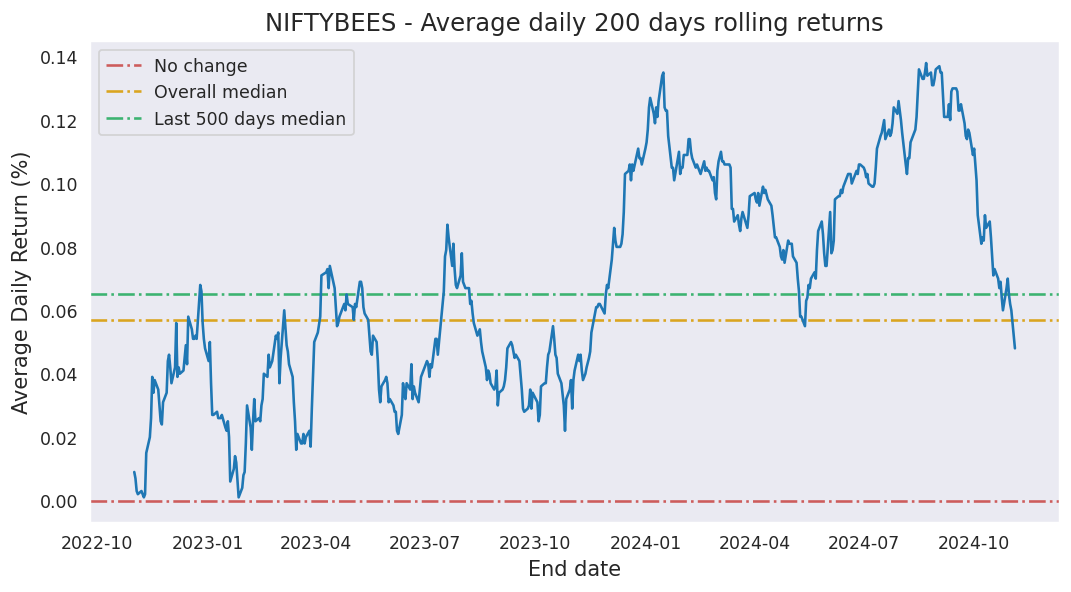 NIFTYBEES - Average daily 200 days rolling returns
No change
Overall median
Last 500 days median
Average Daily Return (%)
0.14
0.12
0.10
0.08
0.06
0.04
0.02
0.00
2022-10 2023-01 2023-04 2023-07 2023-10 2024-01 2024-04 2024-07 2024-10
End date